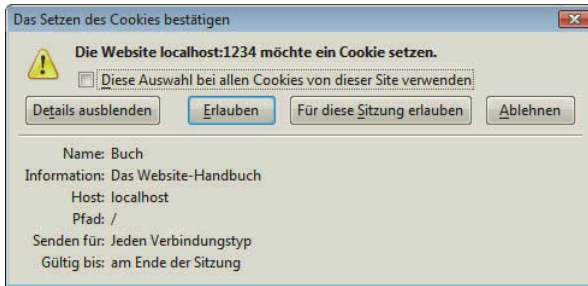 Das Setzen des Cookies bestätigen
Die Website localhost:1234 möchte ein Cookie setzen.
Diese Auswahl bei allen Cookies von dieser Site verwenden
Details ausblenden Erlauben Für diese Sitzung erlauben Ablehnen
Name: Buch
Information: Das Website-Handbuch
Host: localhost
Pfad: /
Senden für: Jeden Verbindungstyp
Gültig bis: am Ende der Sitzung